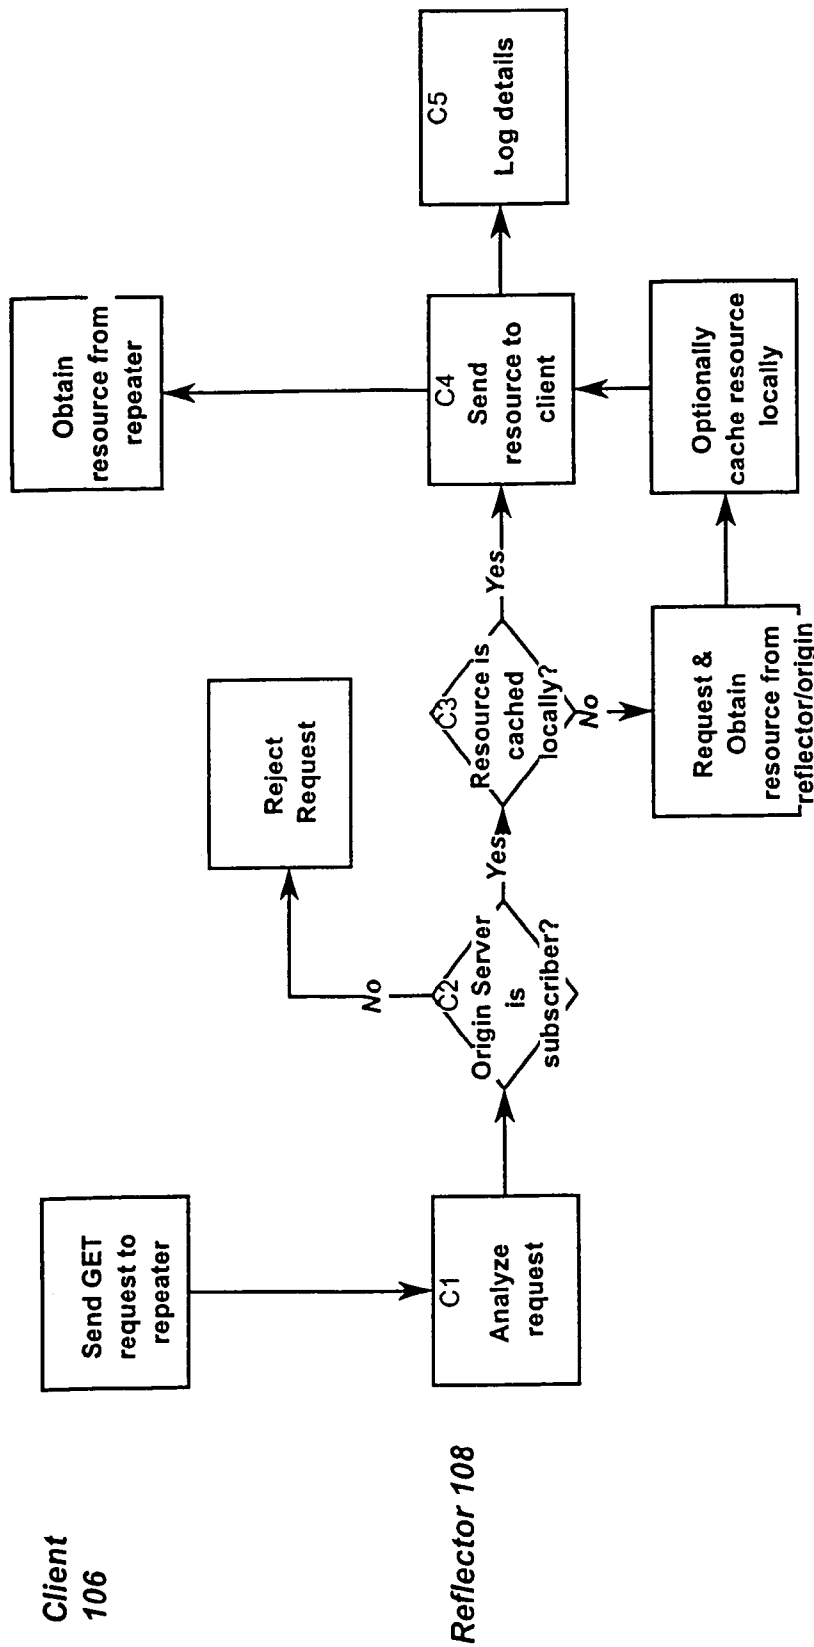 Client
106
Send GET
request to
repeater
Obtain
resource from
repeater
Reject
Request
No
Reflector 108
C1
Analyze
request
C2
Origin Server
is
subscriber?
Yes
C3
Resource is
cached
locally?
Yes
C4
Send
resource to
client
C5
Log details
No
Request &
Obtain
resource from
reflector/origin
Optionally
cache resource
locally